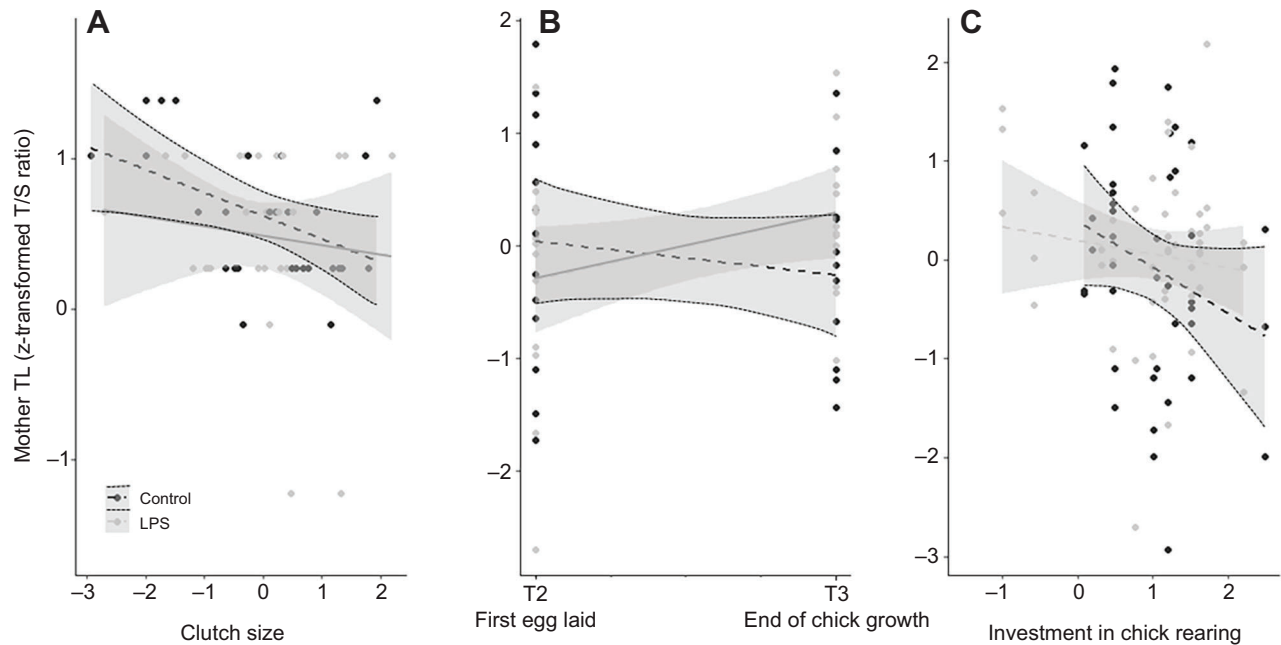 A
B
C
Mother TL (z-transformed T/S ratio)
1
0
–1
Control
LPS
–3 –2 –1 0 1 2
Clutch size
2
1
0
–1
–2
T2 T3
First egg laid End of chick growth
2
1
0
–1
–2
–3
–1 0 1 2
Investment in chick rearing